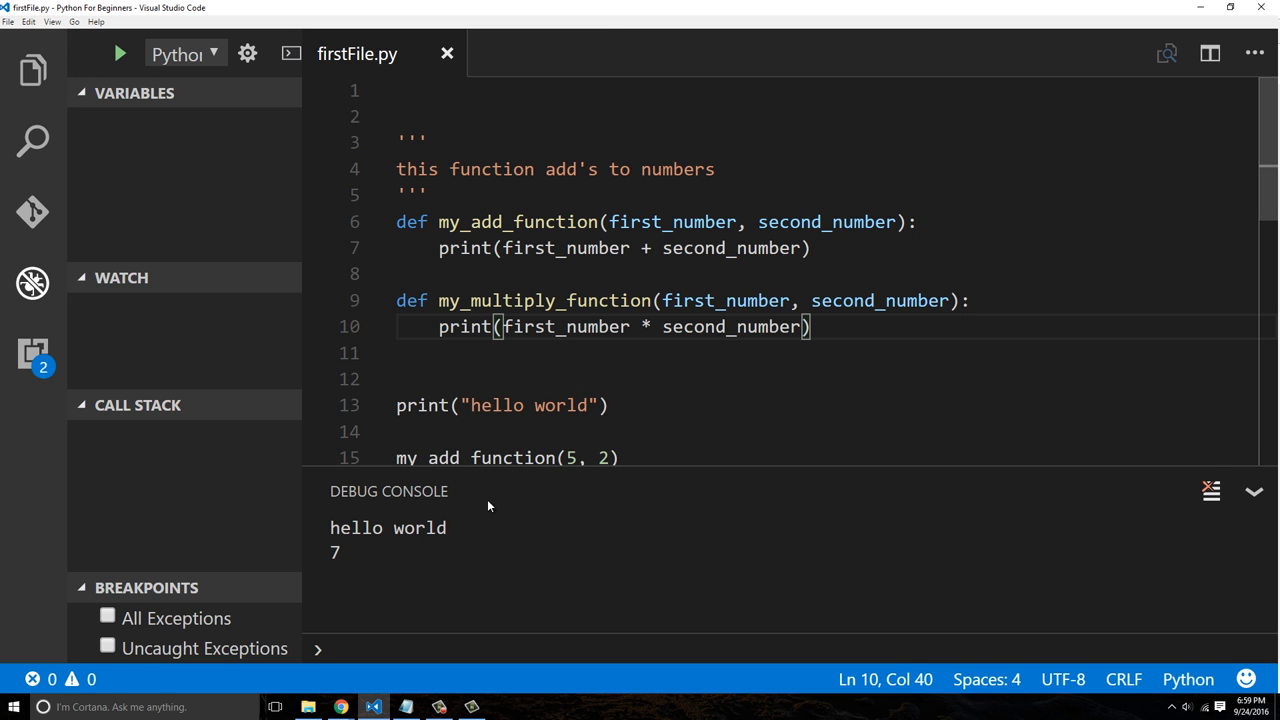 firstFile.py - Python For Beginners - Visual Studio Code
File Edit View Go Help
Pythor
firstFile.py
VARIABLES
WATCH
CALL STACK
BREAKPOINTS
All Exceptions
Uncaught Exceptions
2
1
2
3 '''
4 this function add's to numbers
5 '''
6 def my_add_function(first_number, second_number):
7 print(first_number + second_number)
8
9 def my_multiply_function(first_number, second_number):
10 print(first_number * second_number)
11
12
13 print("hello world")
14
15 my_add_function(5, 2)
DEBUG CONSOLE
hello world
7
0 0 Ln 10, Col 40 Spaces: 4 UTF-8 CRLF Python
I'm Cortana. Ask me anything.
6:59 PM
9/24/2016